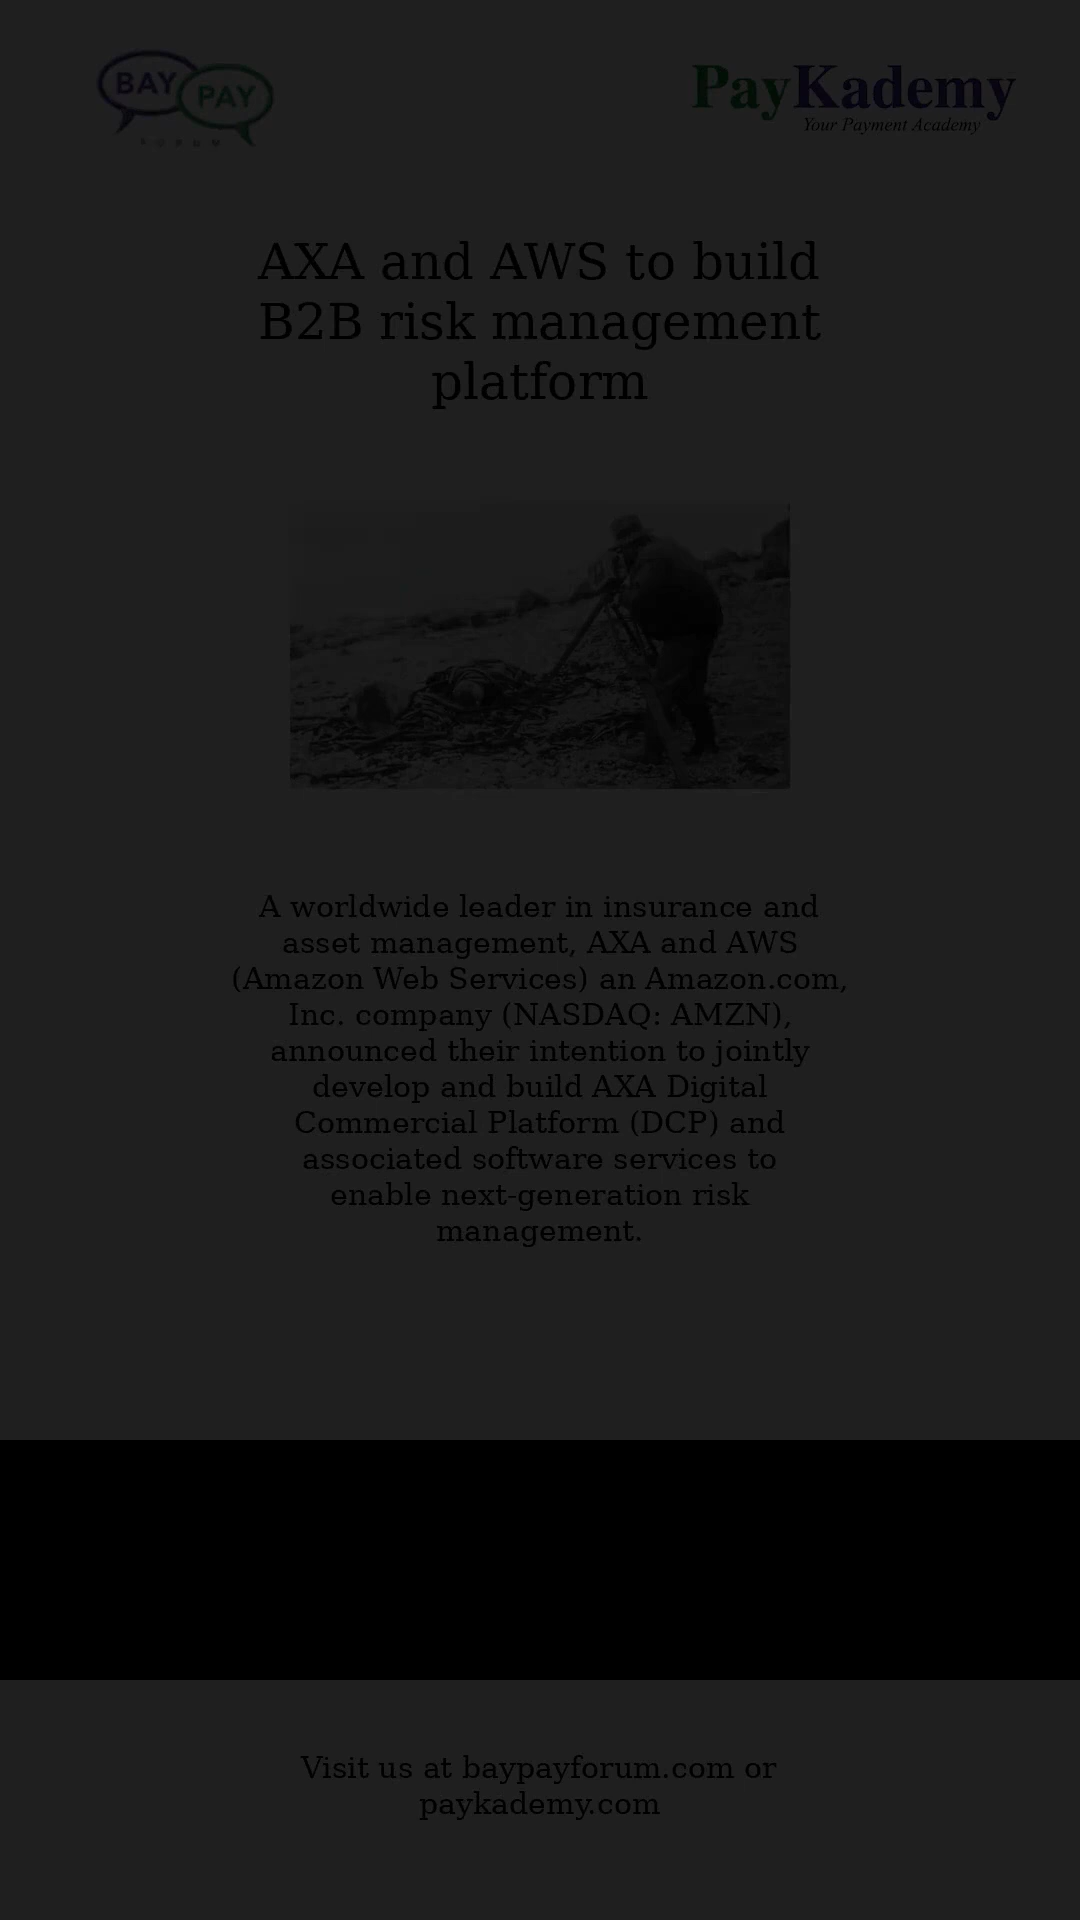 BAY PAY
FORUM
PayKademy
Your Payment Academy
AXA and AWS to build
B2B risk management
platform
A worldwide leader in insurance and
asset management, AXA and AWS
(Amazon Web Services) an Amazon.com,
Inc. company (NASDAQ: AMZN),
announced their intention to jointly
develop and build AXA Digital
Commercial Platform (DCP) and
associated software services to
enable next-generation risk
management.
Visit us at baypayforum.com or
paykademy.com